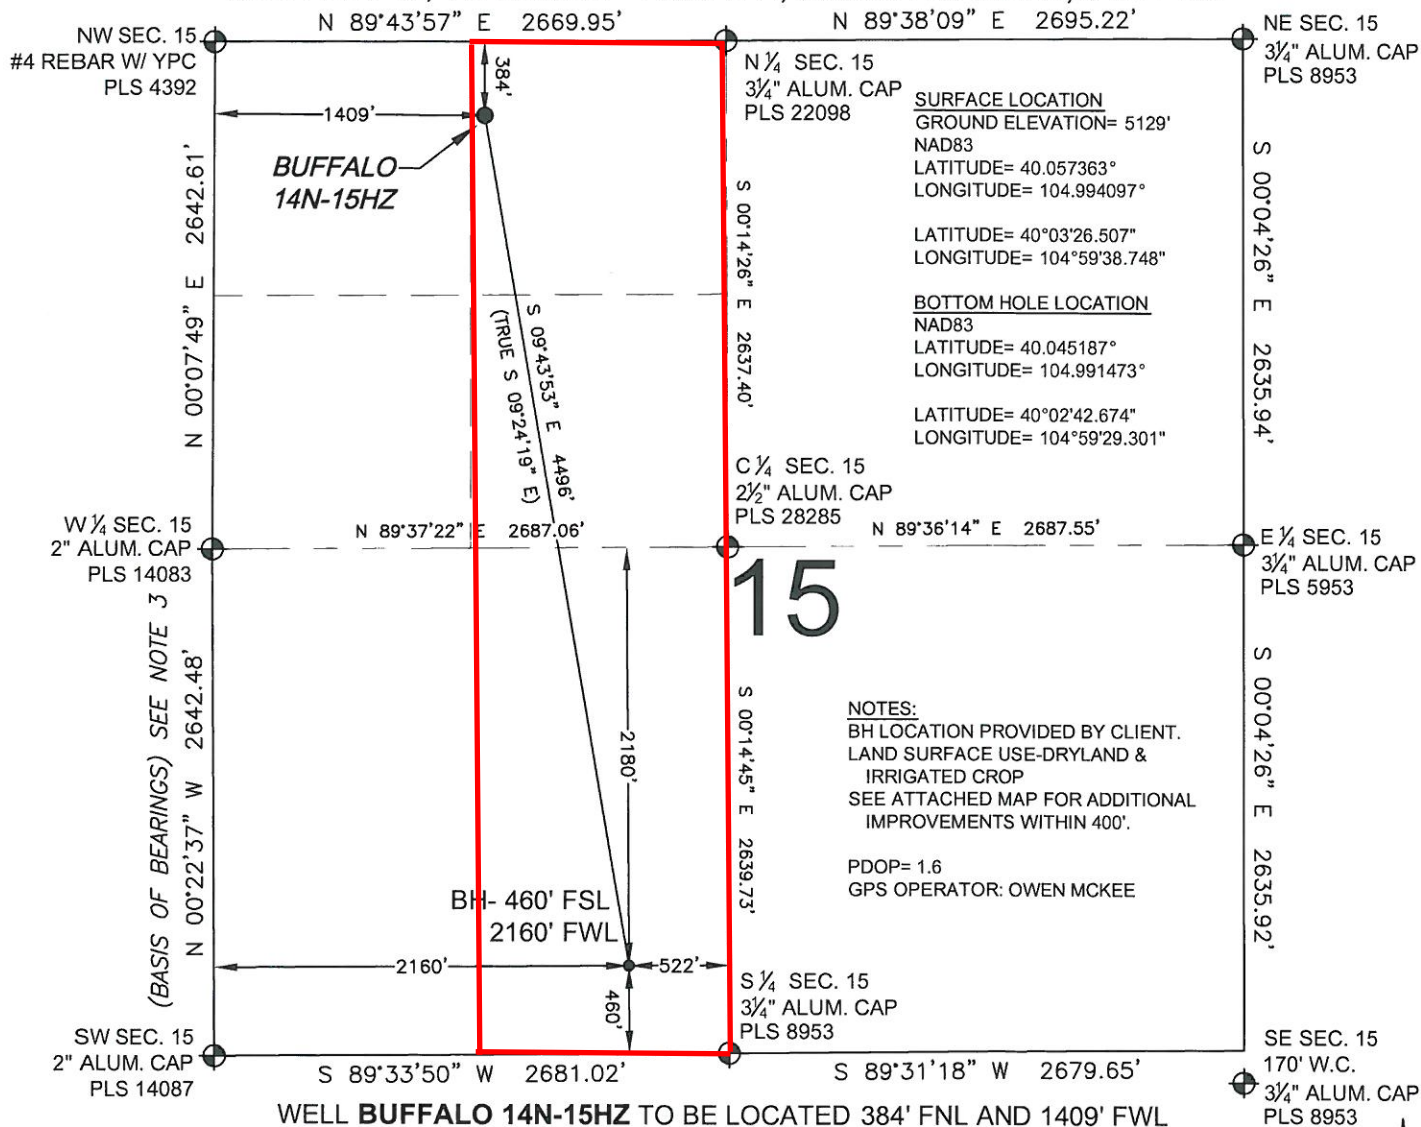 N 89°43'57" E 2669.95'
N 89°38'09" E 2695.22'
NW SEC. 15
#4 REBAR W/ YPC
PLS 4392
N ¼ SEC. 15
3¼" ALUM. CAP
PLS 22098
NE SEC. 15
3¼" ALUM. CAP
PLS 8953
384'
1409'
BUFFALO
14N-15HZ
SURFACE LOCATION
GROUND ELEVATION= 5129'
NAD83
LATITUDE= 40.057363°
LONGITUDE= 104.994097°
LATITUDE= 40°03'26.507"
LONGITUDE= 104°59'38.748"
BOTTOM HOLE LOCATION
NAD83
LATITUDE= 40.045187°
LONGITUDE= 104.991473°
LATITUDE= 40°02'42.674"
LONGITUDE= 104°59'29.301"
N 00°07'49" E 2642.61'
S 00°14'26" E 2637.40'
S 00°04'26" E 2635.94'
S 09°43'53" E 4496'
(TRUE S 09°24'19" E)
W ¼ SEC. 15
2" ALUM. CAP
PLS 14083
N 89°37'22" E 2687.06'
C ¼ SEC. 15
2½" ALUM. CAP
PLS 28285
N 89°36'14" E 2687.55'
E ¼ SEC. 15
3¼" ALUM. CAP
PLS 5953
15
(BASIS OF BEARINGS) SEE NOTE 3
N 00°22'37" W 2642.48'
2180'
S 00°14'45" E 2639.73'
S 00°04'26" E 2635.92'
NOTES:
BH LOCATION PROVIDED BY CLIENT.
LAND SURFACE USE-DRYLAND &
IRRIGATED CROP
SEE ATTACHED MAP FOR ADDITIONAL
IMPROVEMENTS WITHIN 400'.
PDOP= 1.6
GPS OPERATOR: OWEN MCKEE
BH- 460' FSL
2160' FWL
2160'
522'
460'
S ¼ SEC. 15
3¼" ALUM. CAP
PLS 8953
SW SEC. 15
2" ALUM. CAP
PLS 14087
S 89°33'50" W 2681.02'
S 89°31'18" W 2679.65'
SE SEC. 15
170' W.C.
3¼" ALUM. CAP
PLS 8953
WELL BUFFALO 14N-15HZ TO BE LOCATED 384' FNL AND 1409' FWL